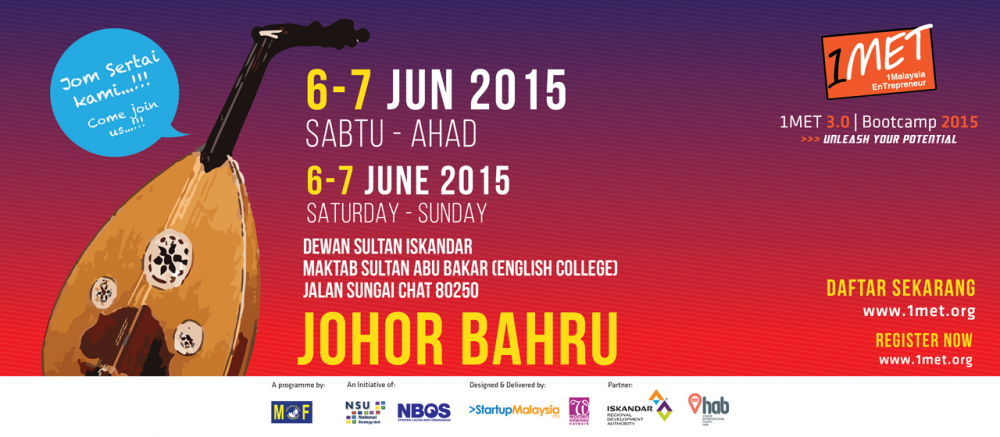 Jom Sertai
kami...!!!
Come join
us...!!!
6-7 JUN 2015
SABTU - AHAD
6-7 JUNE 2015
SATURDAY - SUNDAY
DEWAN SULTAN ISKANDAR
MAKTAB SULTAN ABU BAKAR (ENGLISH COLLEGE)
JALAN SUNGAI CHAT 80250
JOHOR BAHRU
1MET
1Malaysia
EnTrepreneur
1MET 3.0 | Bootcamp 2015
>>> UNLEASH YOUR POTENTIAL
DAFTAR SEKARANG
www.1met.org
REGISTER NOW
www.1met.org
A programme by:
MOF
An Initiative of:
NSU
National
Strategy Unit
NBOS
Designed & Delivered by:
>StartupMalaysia
Partner:
ISKANDAR
REGIONAL
DEVELOPMENT
AUTHORITY
hab